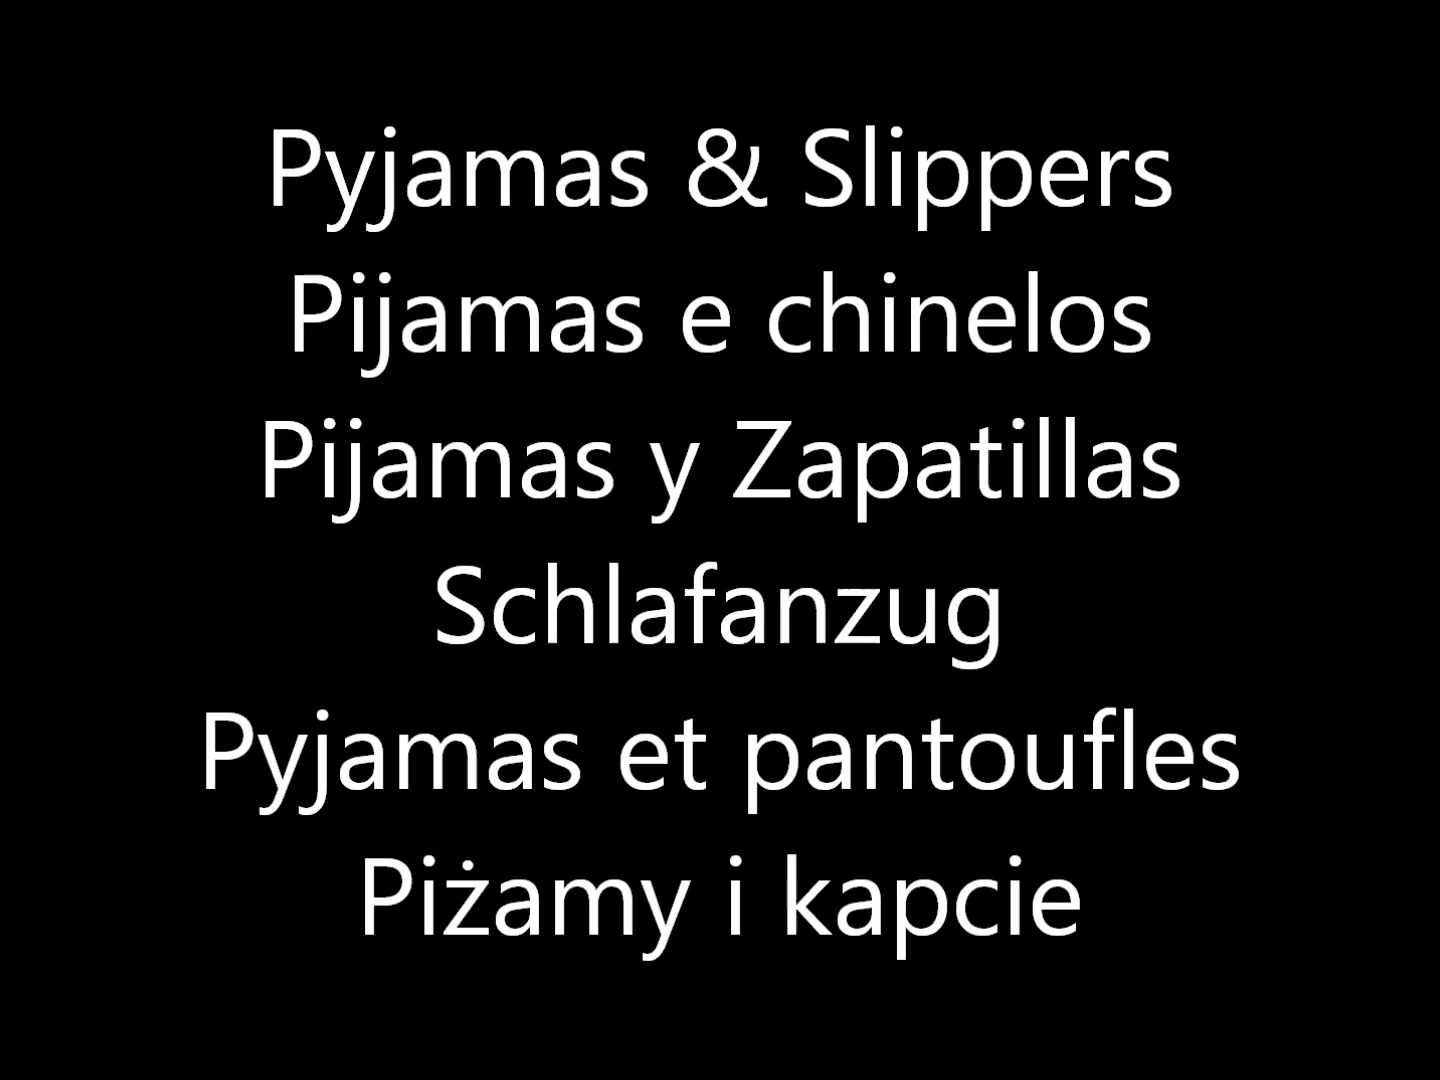 Pyjamas & Slippers
Pijamas e chinelos
Pijamas y Zapatillas
Schlafanzug
Pyjamas et pantoufles
Piżamy i kapcie